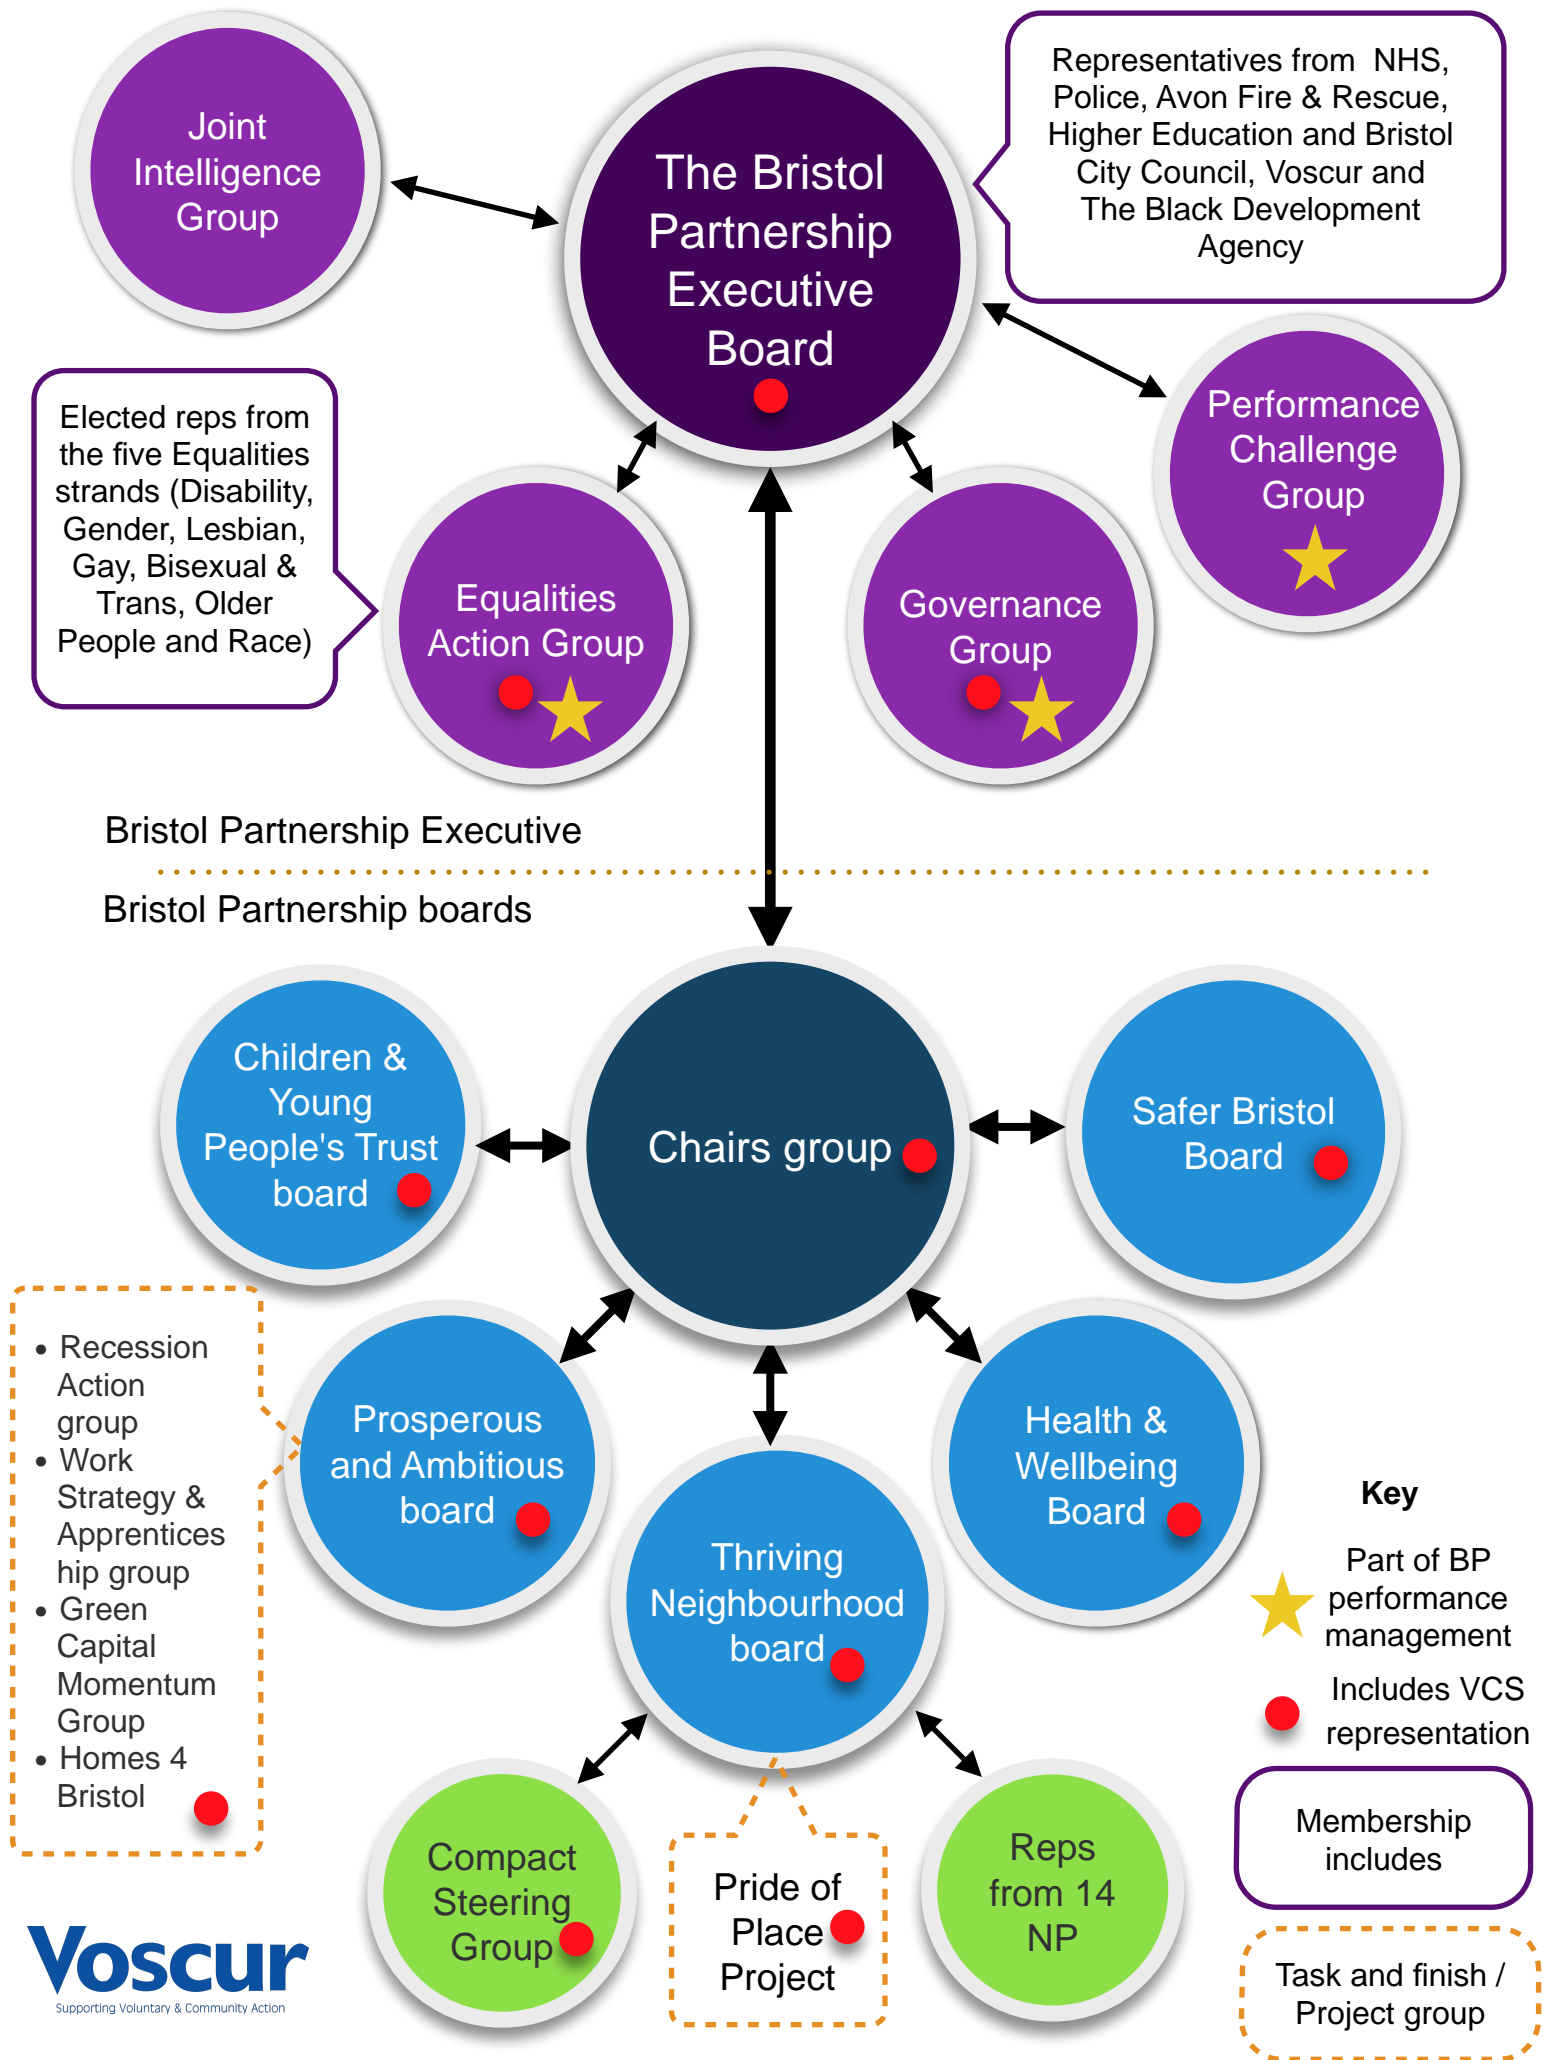 Joint
Intelligence
Group
The Bristol
Partnership
Executive
Board
Representatives from NHS,
Police, Avon Fire & Rescue,
Higher Education and Bristol
City Council, Voscur and
The Black Development
Agency
Performance
Challenge
Group
Elected reps from
the five Equalities
strands (Disability,
Gender, Lesbian,
Gay, Bisexual &
Trans, Older
People and Race)
Equalities
Action Group
Governance
Group
Bristol Partnership Executive
Bristol Partnership boards
Children &
Young
People's Trust
board
Chairs group
Safer Bristol
Board
• Recession
Action
group
• Work
Strategy &
Apprentices
hip group
• Green
Capital
Momentum
Group
• Homes 4
Bristol
Prosperous
and Ambitious
board
Thriving
Neighbourhood
board
Health &
Wellbeing
Board
Key
Part of BP
performance
management
Includes VCS
representation
Membership
includes
Task and finish /
Project group
Compact
Steering
Group
Pride of
Place
Project
Reps
from 14
NP
Voscur
Supporting Voluntary & Community Action